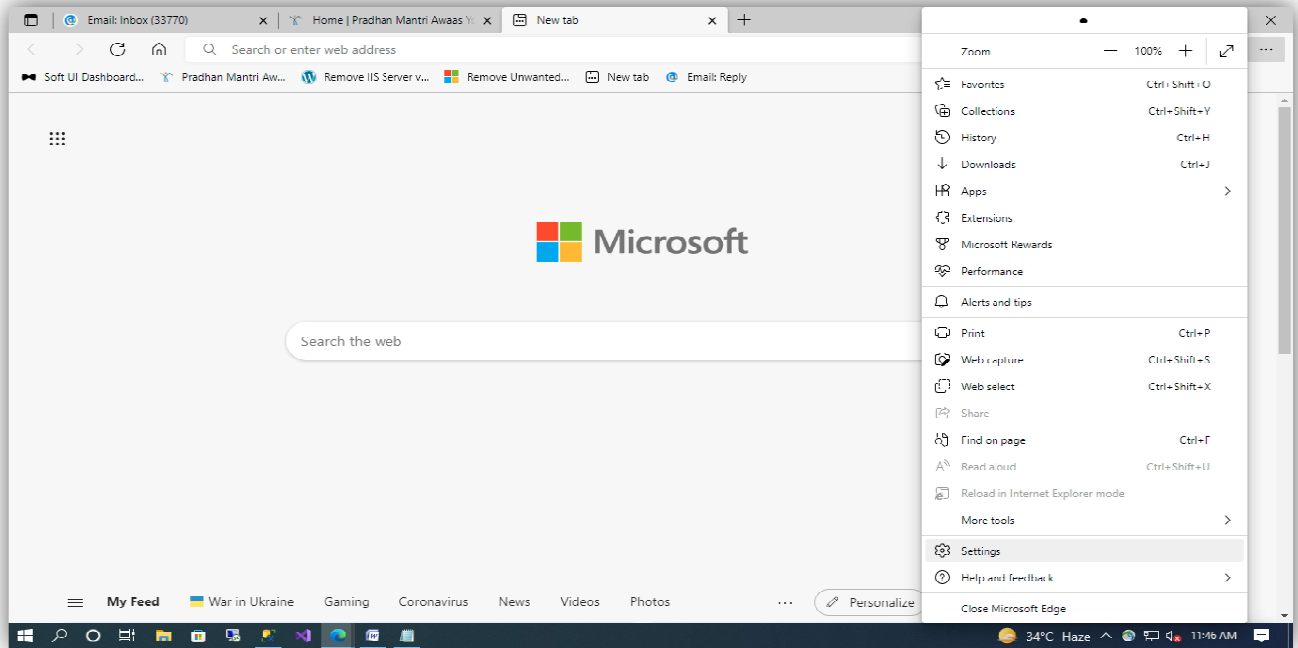 Email: Inbox (33770)
Home | Pradhan Mantri Awaas Yo
New tab
Search or enter web address
Soft UI Dashboard... Pradhan Mantri Aw... Remove IIS Server v... Remove Unwanted... New tab Email: Reply
Microsoft
Search the web
My Feed War in Ukraine Gaming Coronavirus News Videos Photos ... Personalize
Zoom 100%
Favorites Ctrl+Shift+O
Collections Ctrl+Shift+Y
History Ctrl+H
Downloads Ctrl+J
Apps
Extensions
Microsoft Rewards
Performance
Alerts and tips
Print Ctrl+P
Web capture Ctrl+Shift+S
Web select Ctrl+Shift+X
Share
Find on page Ctrl+F
Read aloud Ctrl+Shift+U
Reload in Internet Explorer mode
More tools
Settings
Help and feedback
Close Microsoft Edge
34°C Haze 11:46 AM